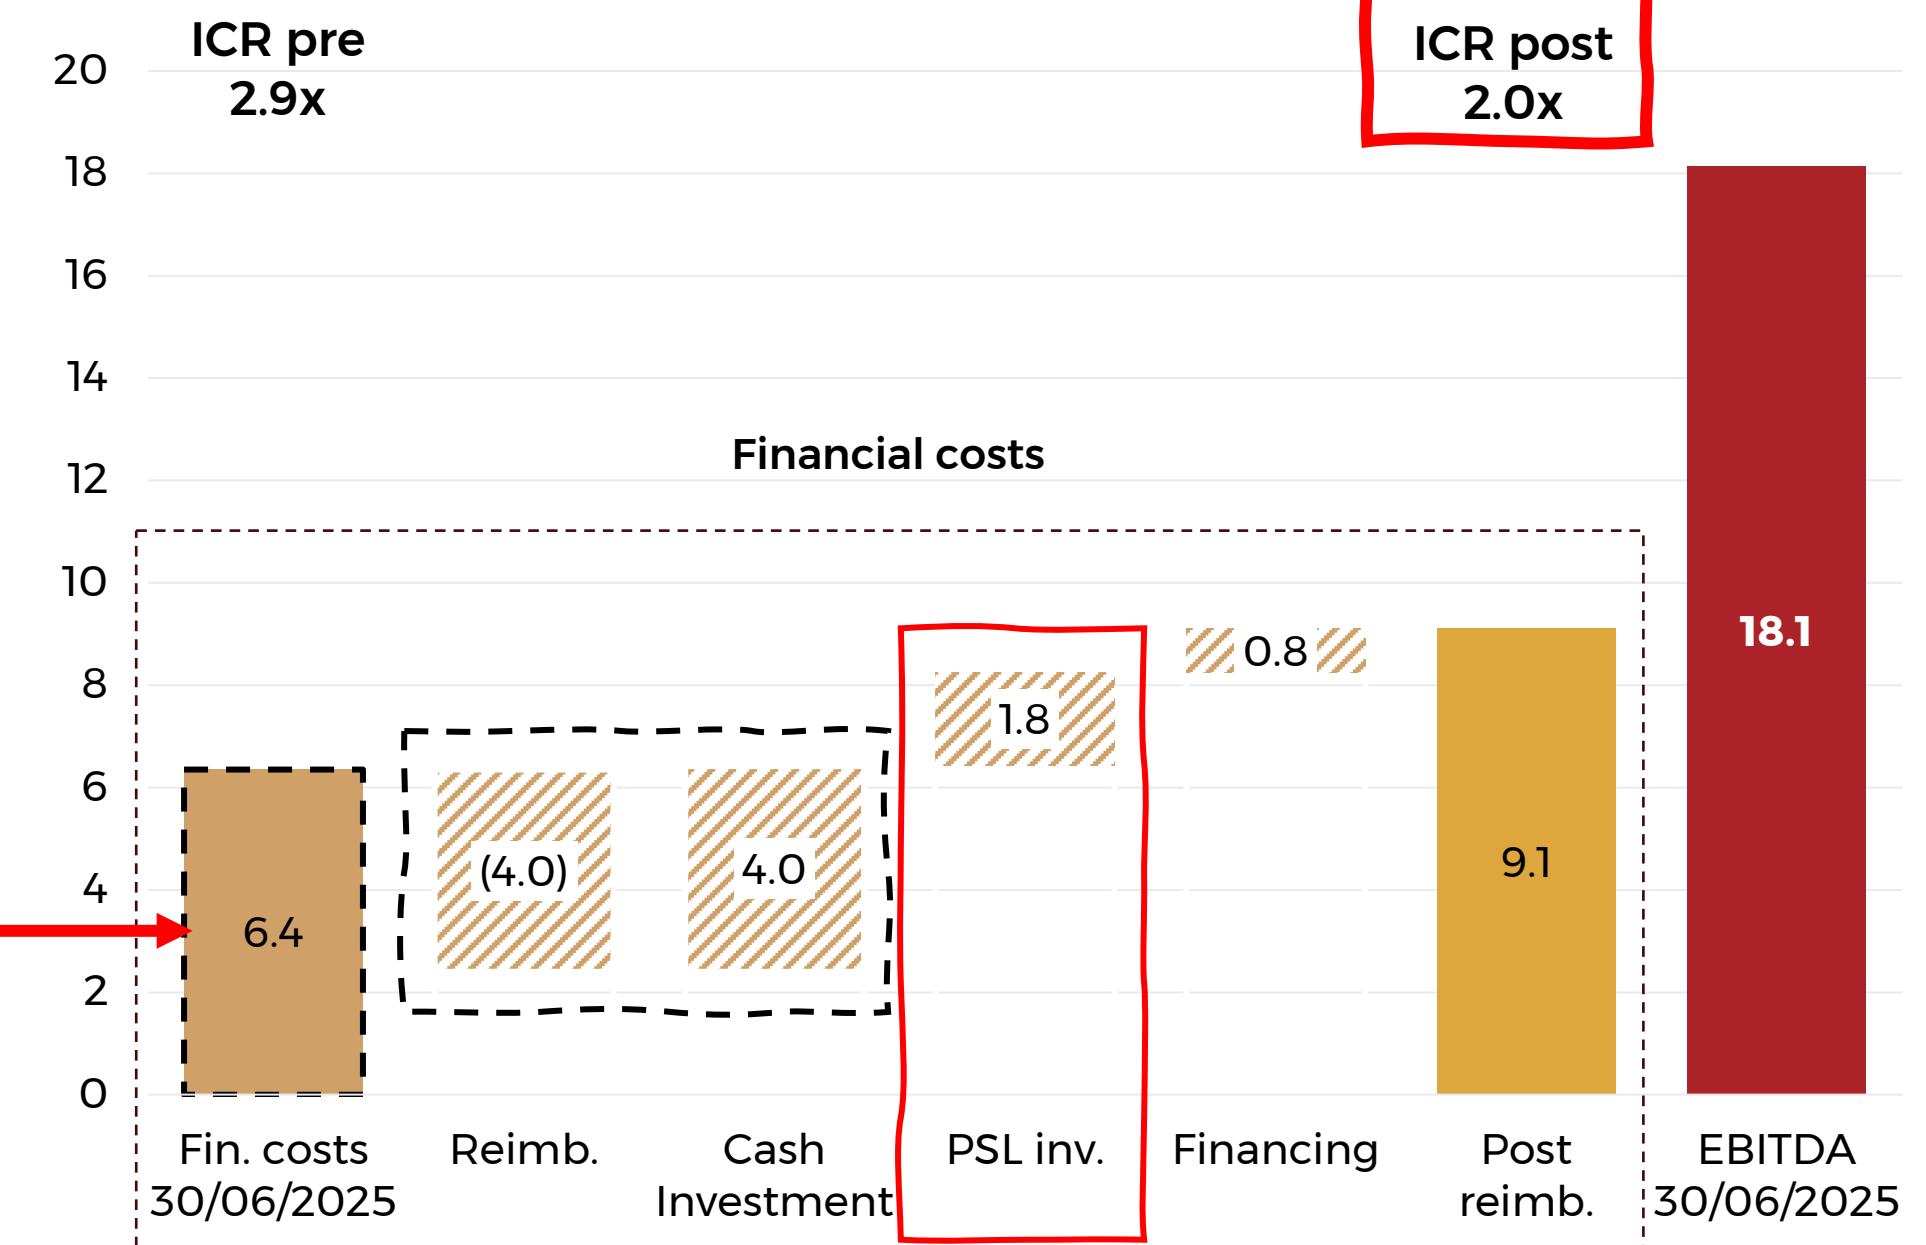 ICR pre
2.9x
ICR post
2.0x
20
18
16
14
12
10
8
6
4
2
0
Financial costs
6.4
(4.0)
4.0
1.8
0.8
9.1
18.1
Fin. costs
30/06/2025
Reimb.
Cash
Investment
PSL inv.
Financing
Post
reimb.
EBITDA
30/06/2025